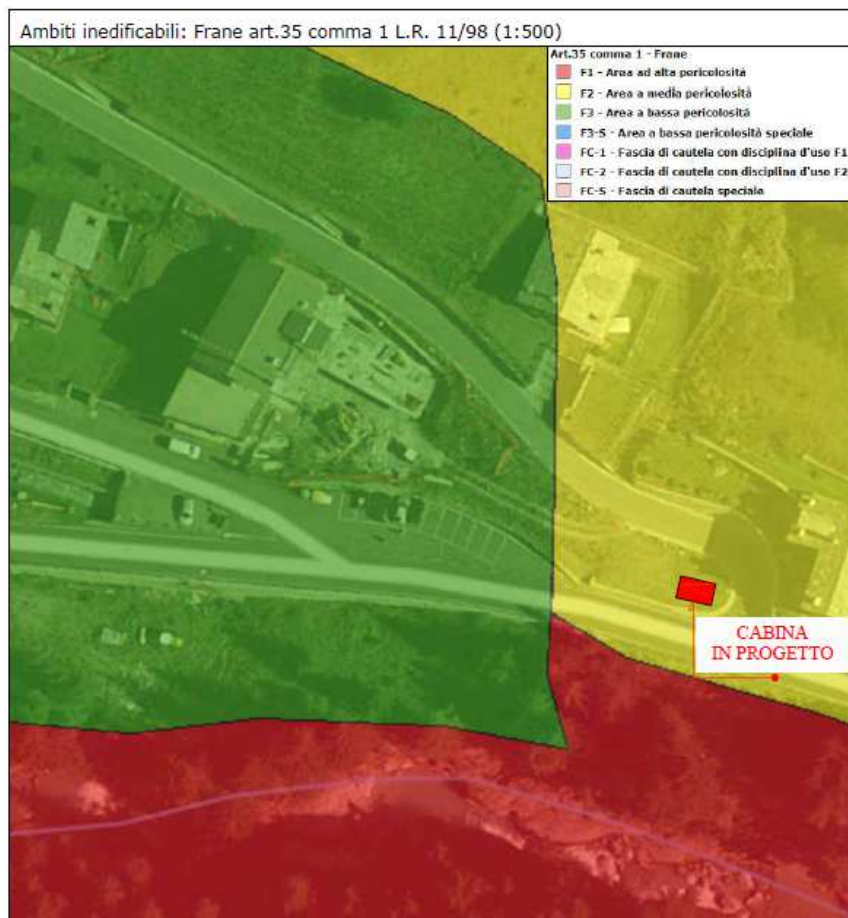 Ambiti inedificabili: Frane art.35 comma 1 L.R. 11/98 (1:500)
Art.35 comma 1 - Frane
F1 - Area ad alta pericolosità
F2 - Area a media pericolosità
F3 - Area a bassa pericolosità
F3-S - Area a bassa pericolosità speciale
FC-1 - Fascia di cautela con disciplina d'uso F1
FC-2 - Fascia di cautela con disciplina d'uso F2
FC-S - Fascia di cautela speciale
CABINA
IN PROGETTO